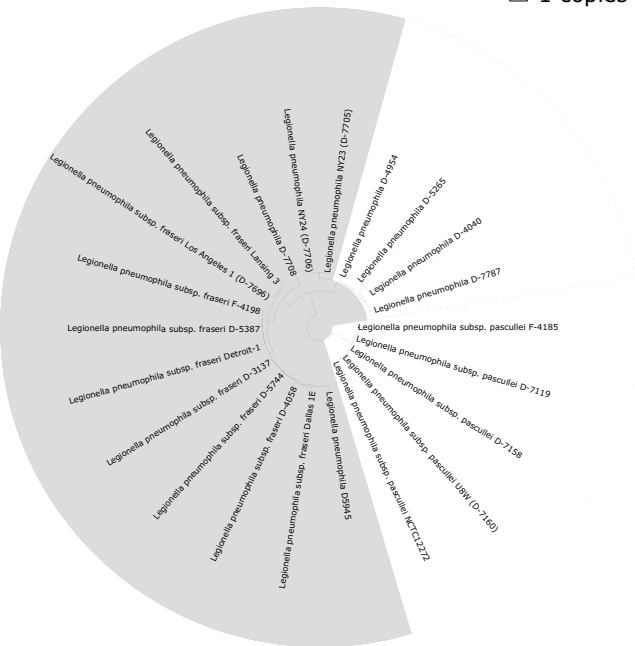 1 copies
Legionella pneumophila NY23 (D-7705)
Legionella pneumophila D-4954
Legionella pneumophila D-5265
Legionella pneumophila D-4040
Legionella pneumophila D-7787
Legionella pneumophila subsp. pascullei F-4185
Legionella pneumophila subsp. pascullei D-7119
Legionella pneumophila subsp. pascullei D-7158
Legionella pneumophila subsp. pascullei U8W (D-7160)
Legionella pneumophila subsp. pascullei NCTC12272
Legionella pneumophila D5945
Legionella pneumophila subsp. fraseri Dallas 1E
Legionella pneumophila subsp. fraseri D-4058
Legionella pneumophila subsp. fraseri D-5744
Legionella pneumophila subsp. fraseri D-3137
Legionella pneumophila subsp. fraseri Detroit-1
Legionella pneumophila subsp. fraseri D-5387
Legionella pneumophila subsp. fraseri F-4198
Legionella pneumophila subsp. fraseri Los Angeles 1 (D-7696)
Legionella pneumophila subsp. fraseri Lansing 3
Legionella pneumophila D-7708
Legionella pneumophila NY24 (D-7706)